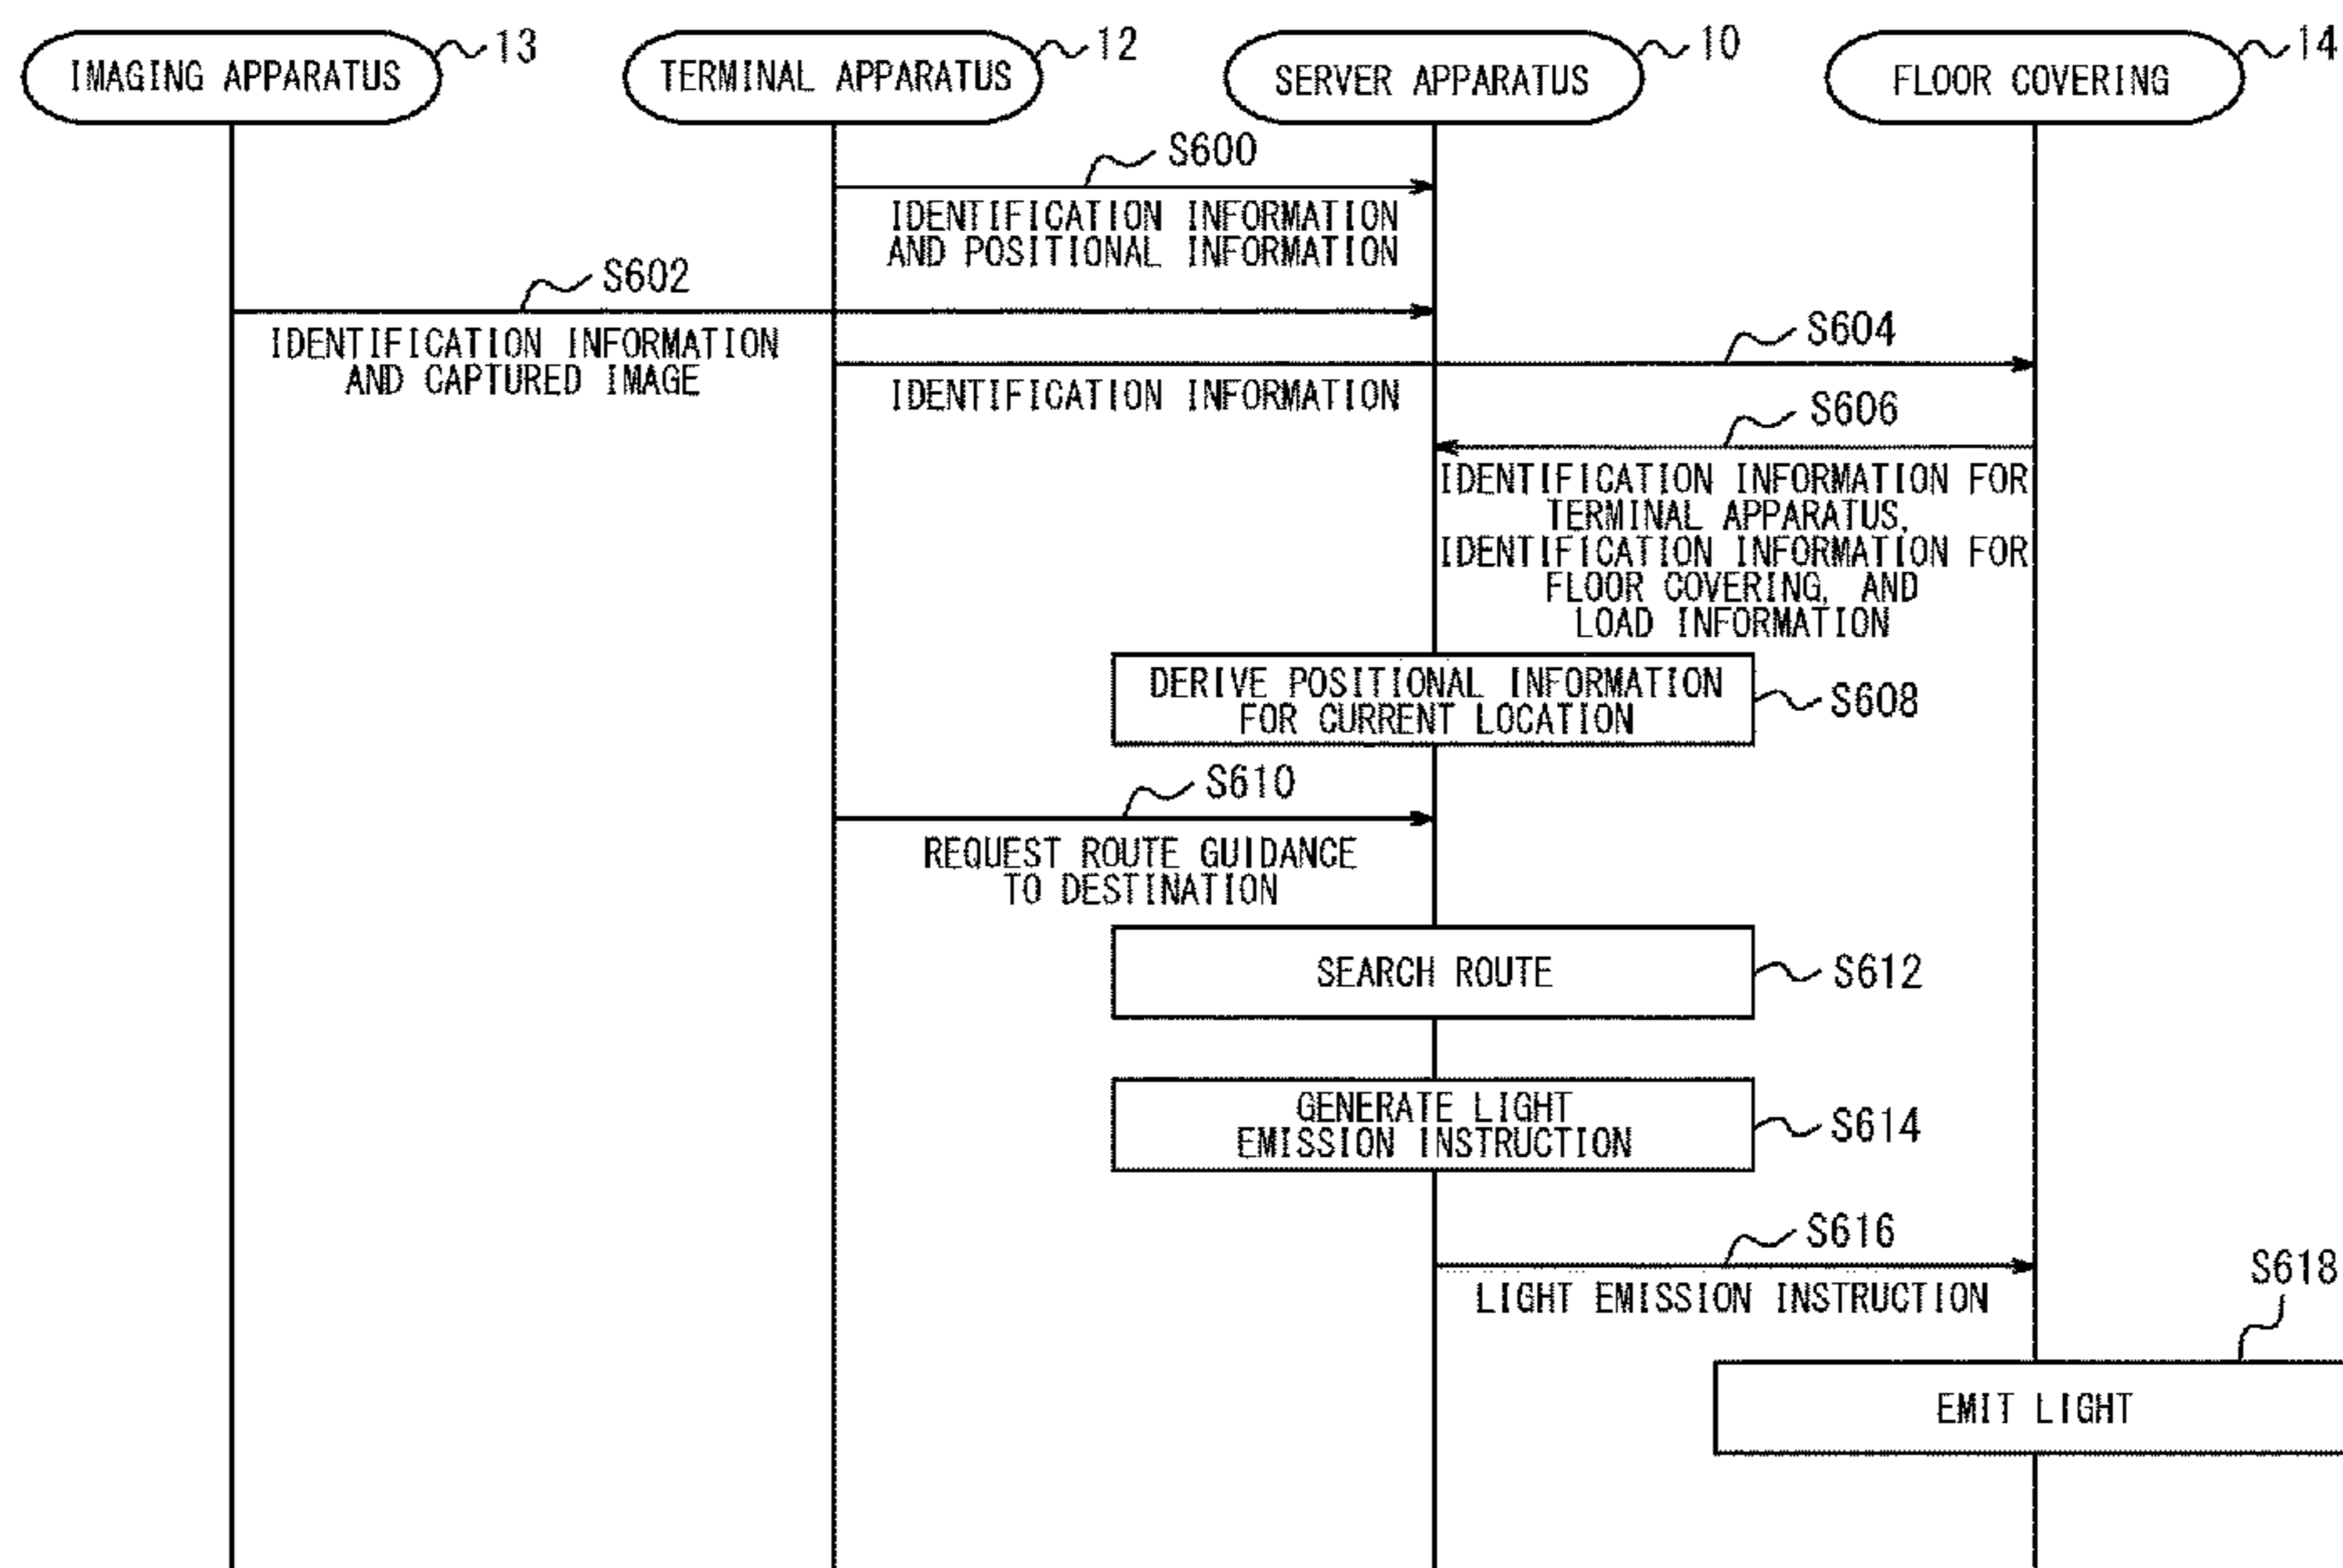 IMAGING APPARATUS
13
TERMINAL APPARATUS
12
SERVER APPARATUS
10
FLOOR COVERING
14
S600
IDENTIFICATION INFORMATION
AND POSITIONAL INFORMATION
S602
IDENTIFICATION INFORMATION
AND CAPTURED IMAGE
S604
IDENTIFICATION INFORMATION
S606
IDENTIFICATION INFORMATION FOR
TERMINAL APPARATUS,
IDENTIFICATION INFORMATION FOR
FLOOR COVERING, AND
LOAD INFORMATION
DERIVE POSITIONAL INFORMATION
FOR CURRENT LOCATION
S608
S610
REQUEST ROUTE GUIDANCE
TO DESTINATION
SEARCH ROUTE
S612
GENERATE LIGHT
EMISSION INSTRUCTION
S614
S616
LIGHT EMISSION INSTRUCTION
S618
EMIT LIGHT